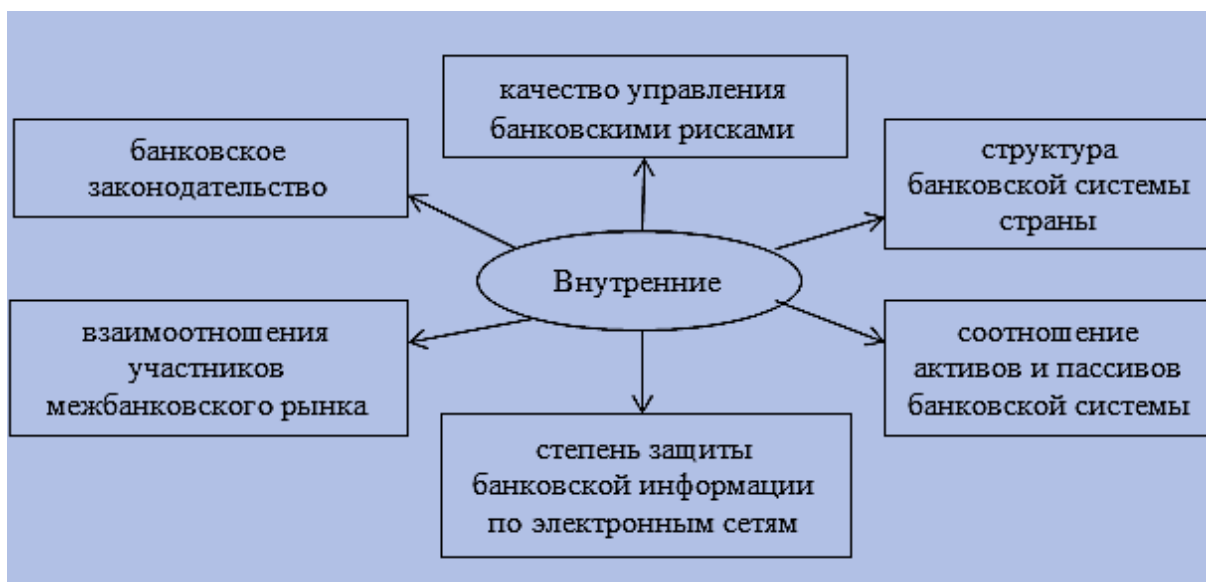 качество управления
банковскими рисками
банковское
законодательство
структура
банковской системы
страны
Внутренние
взаимоотношения
участников
межбанковского рынка
соотношение
активов и пассивов
банковской системы
степень защиты
банковской информации
по электронным сетям